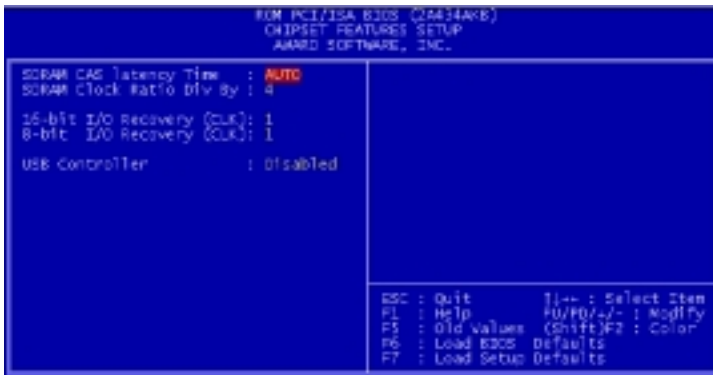 ROM PCI/ISA BIOS (2A434AKB)
CHIPSET FEATURES SETUP
AWARD SOFTWARE, INC.
SDRAM CAS latency Time : AUTO
SDRAM Clock Ratio Div By : 4
16-bit I/O Recovery (CLK): 1
8-bit I/O Recovery (CLK): 1
USB Controller : Disabled
ESC : Quit ↑↓→← : Select Item
F1 : Help PU/PD/+/- : Modify
F5 : Old Values (Shift)F2 : Color
F6 : Load BIOS Defaults
F7 : Load Setup Defaults